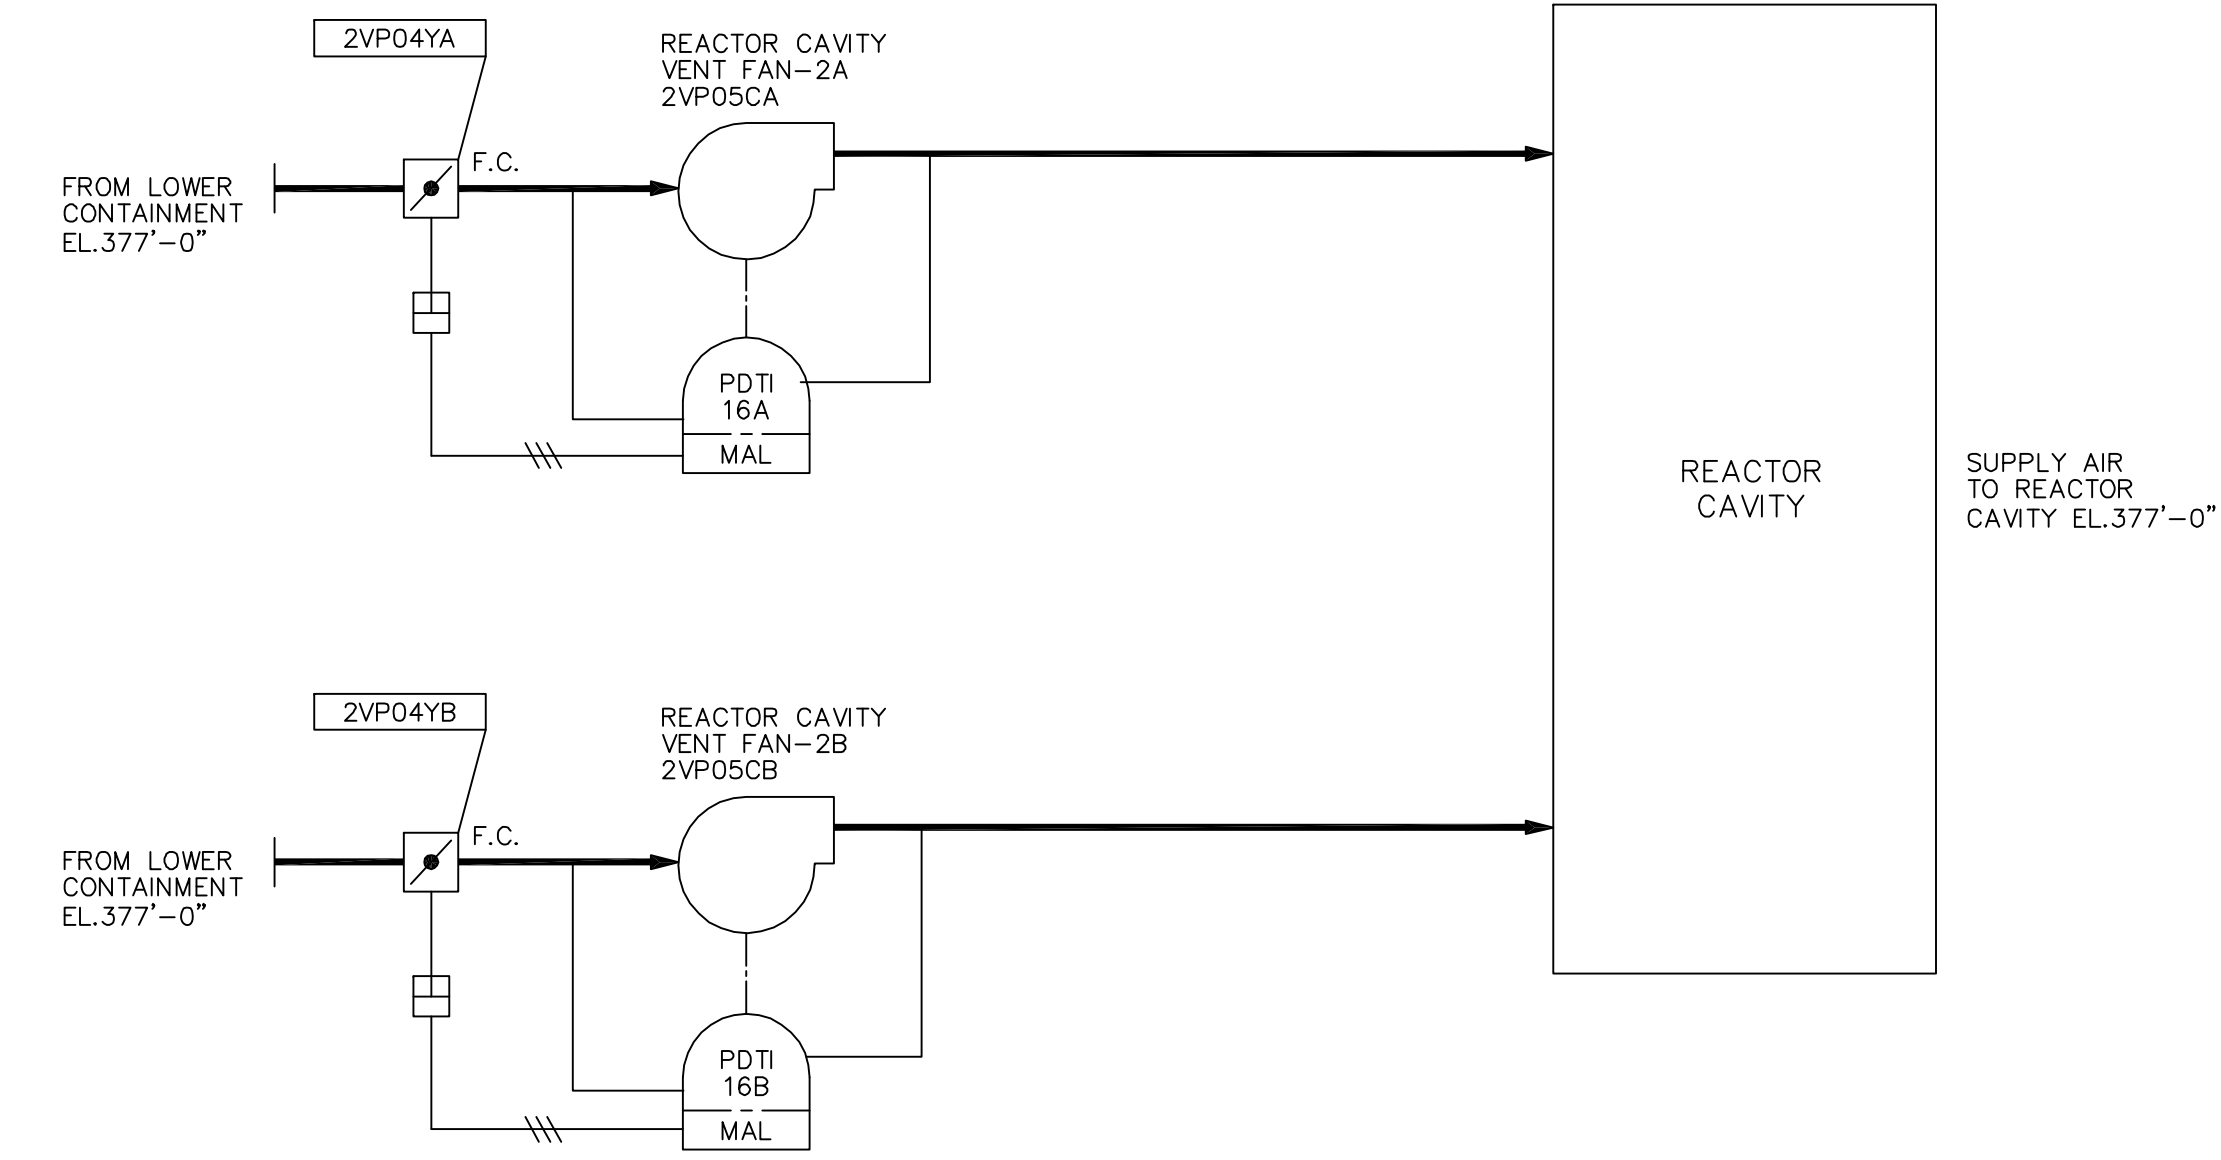 2VP04YA
REACTOR CAVITY
VENT FAN-2A
2VP05CA
F.C.
FROM LOWER
CONTAINMENT
EL.377'-0"
PDTI
16A
MAL
REACTOR
CAVITY
SUPPLY AIR
TO REACTOR
CAVITY EL.377'-0"
2VP04YB
REACTOR CAVITY
VENT FAN-2B
2VP05CB
F.C.
FROM LOWER
CONTAINMENT
EL.377'-0"
PDTI
16B
MAL